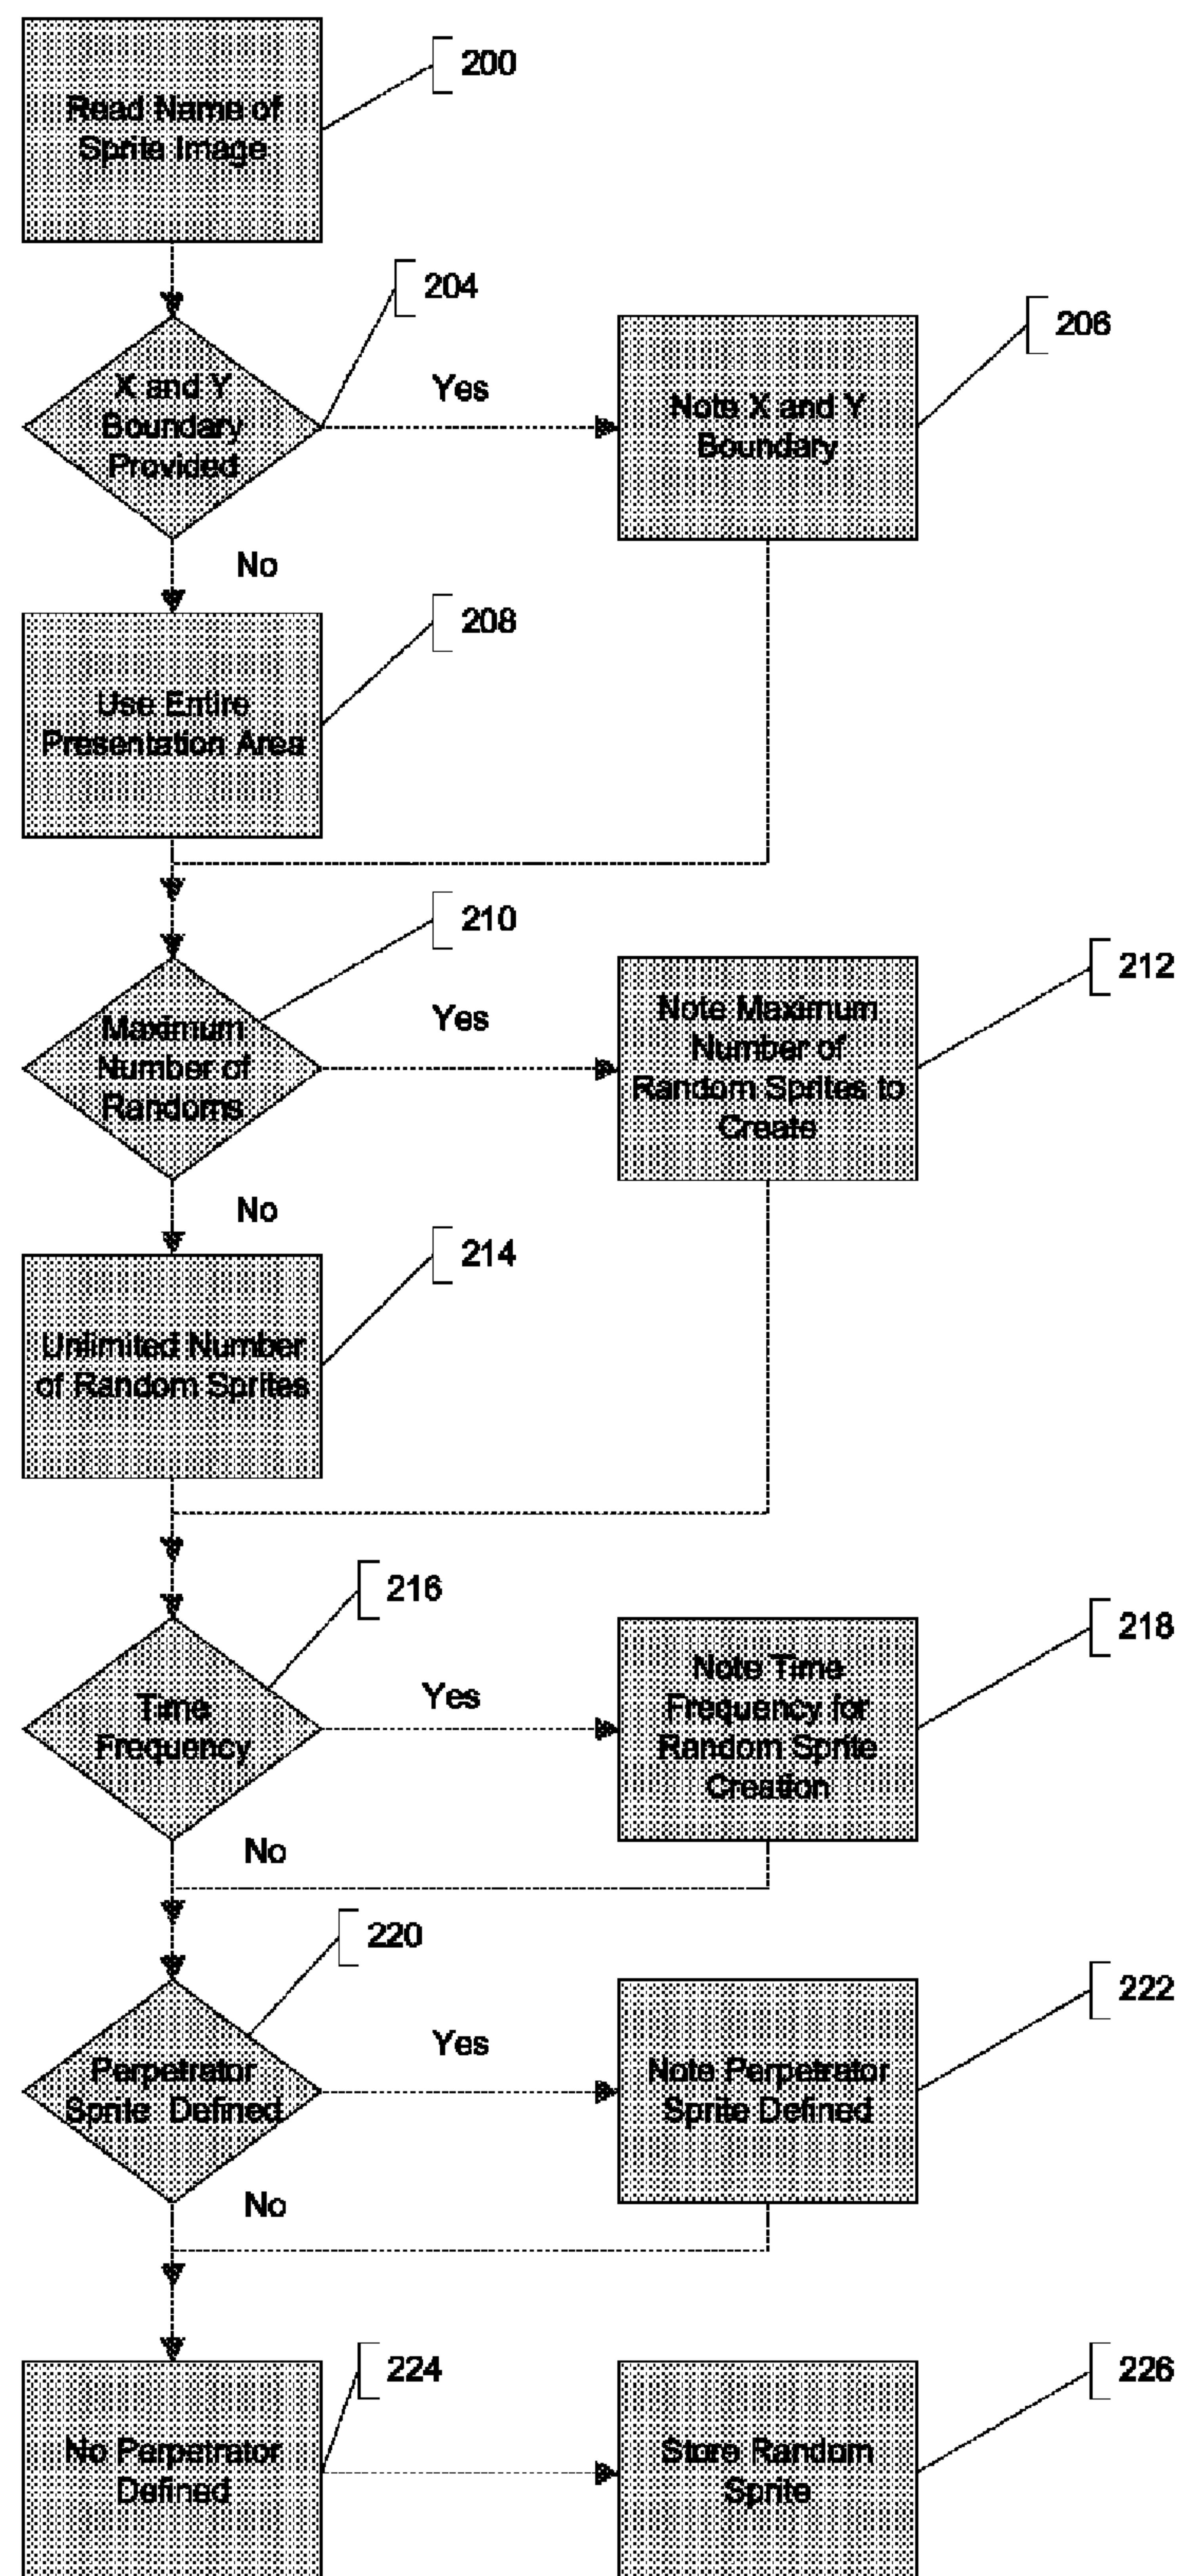 Read Name of
Sprite Image
200
204
X and Y
Boundary
Provided
Yes
Note X and Y
Boundary
206
No
208
Use Entire
Presentation Area
210
Maximum
Number of
Randoms
Yes
Note Maximum
Number of
Random Sprites to
Create
212
No
214
Unlimited Number
of Random Sprites
216
Time
Frequency
Yes
Note Time
Frequency for
Random Sprite
Creation
218
No
220
Perpetrator
Sprite Defined
Yes
Note Perpetrator
Sprite Defined
222
No
224
No Perpetrator
Defined
Store Random
Sprite
226